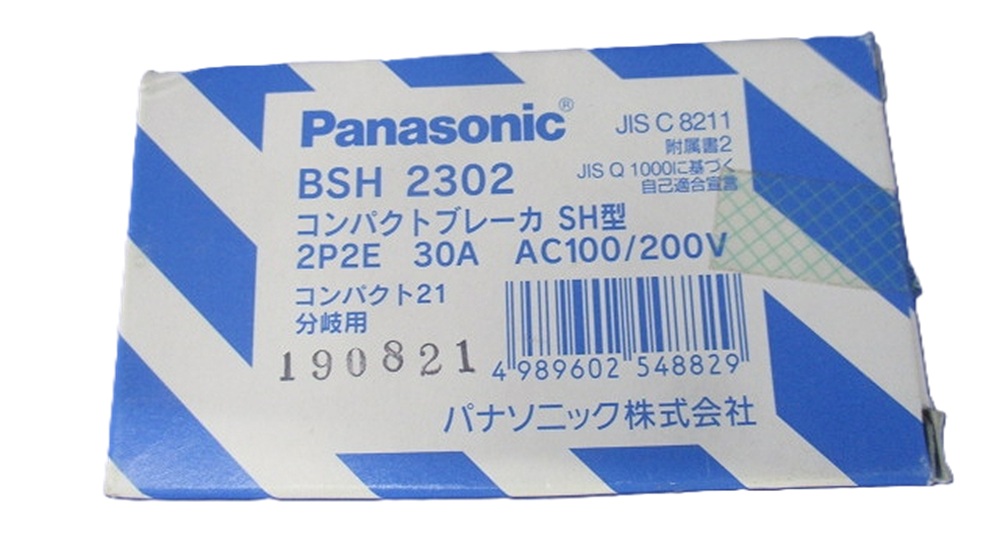 Panasonic®
JIS C 8211
附属書2
JIS Q 1000に基づく
自己適合宣言
BSH 2302
コンパクトブレーカ SH型
2P2E 30A AC100/200V
コンパクト21
分岐用
190821
4989602 548829
パナソニック株式会社